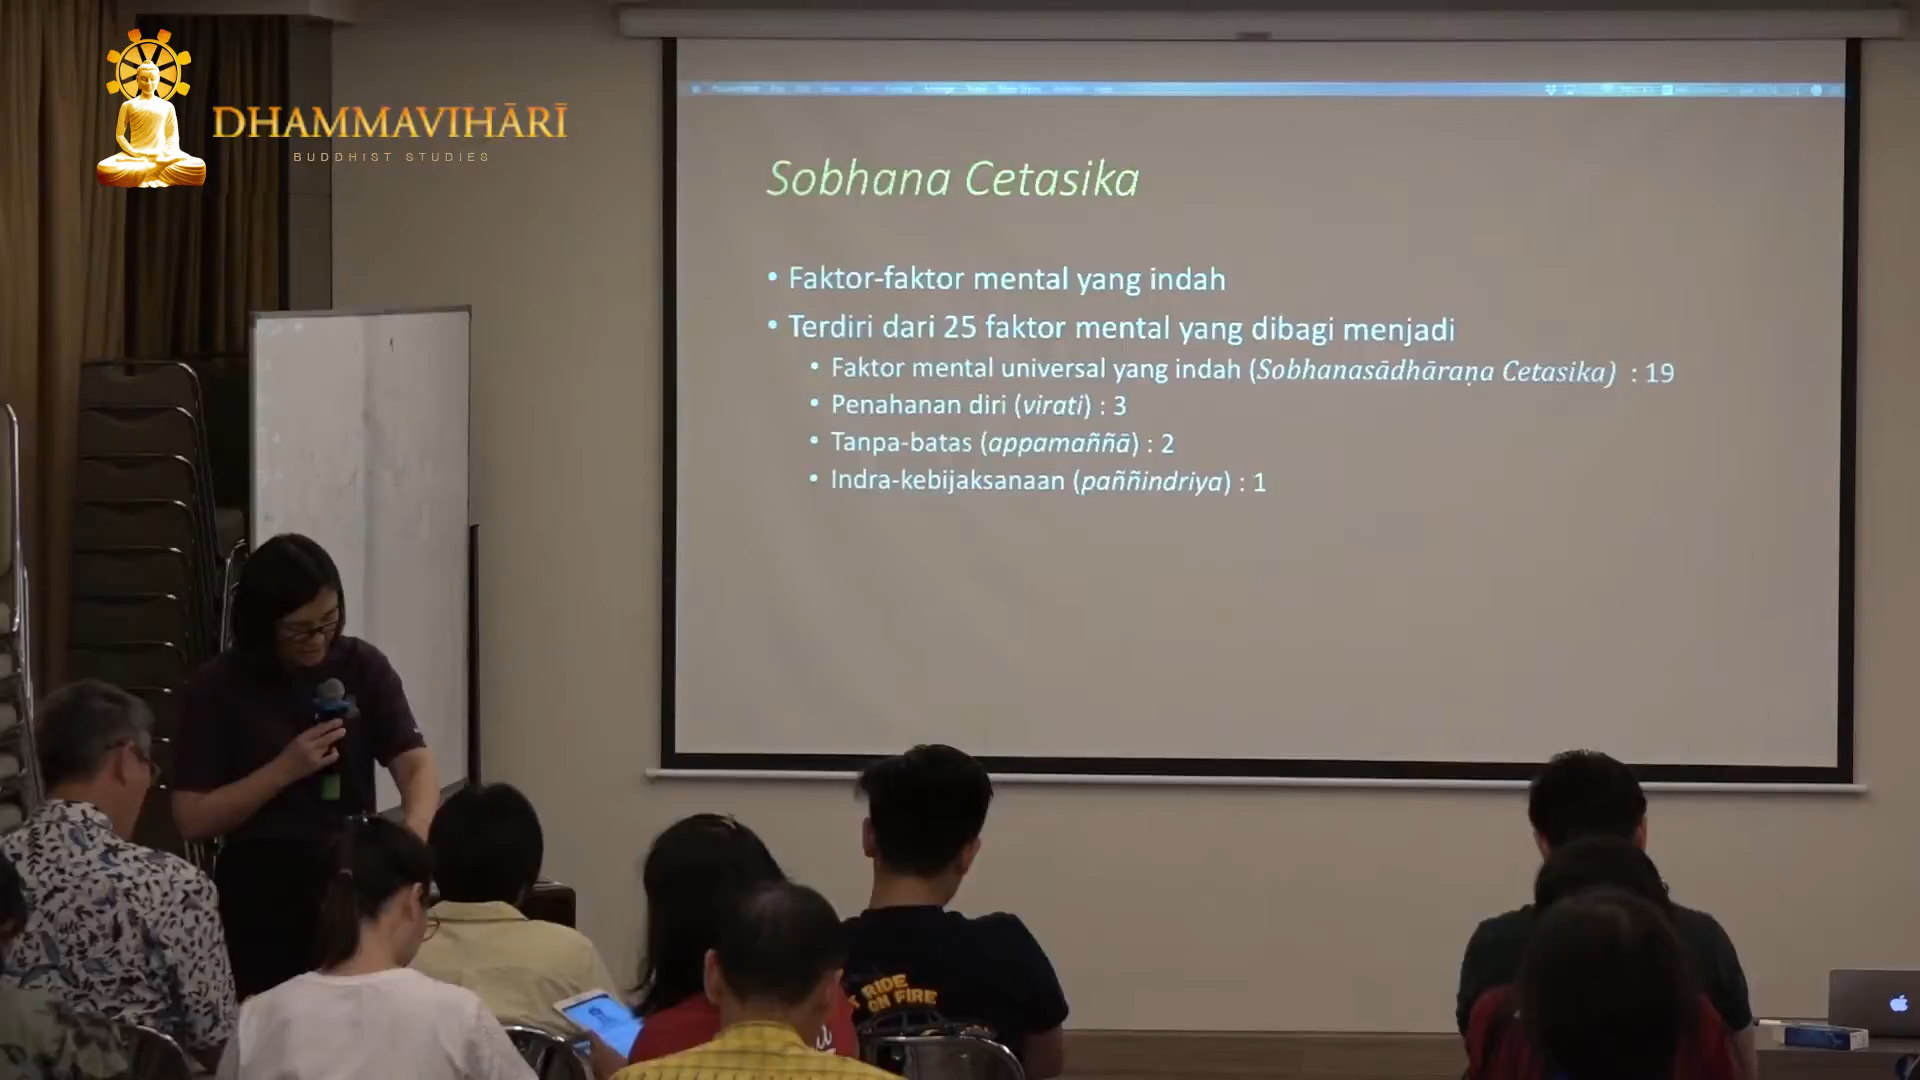 DHAMMAVIHĀRĪ
BUDDHIST STUDIES
Sobhana Cetasika
• Faktor-faktor mental yang indah
• Terdiri dari 25 faktor mental yang dibagi menjadi
• Faktor mental universal yang indah (Sobhanasādhāraṇa Cetasika) : 19
• Penahanan diri (virati) : 3
• Tanpa-batas (appamaññā) : 2
• Indra-kebijaksanaan (paññindriya) : 1
RIDE
ON FIRE